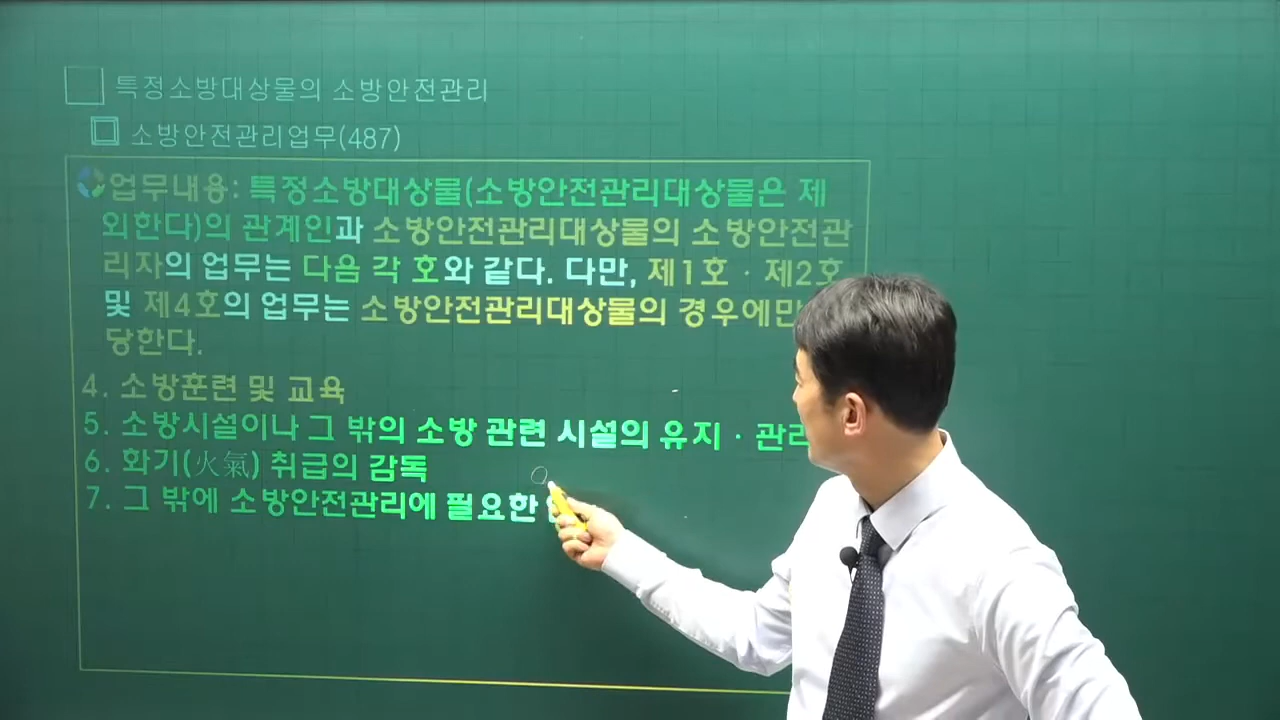 특정소방대상물의 소방안전관리
소방안전관리업무(487)
업무내용: 특정소방대상물(소방안전관리대상물은 제
외한다)의 관계인과 소방안전관리대상물의 소방안전관
리자의 업무는 다음 각 호와 같다. 다만, 제1호 · 제2호
및 제4호의 업무는 소방안전관리대상물의 경우에만
당한다.
4. 소방훈련 및 교육
5. 소방시설이나 그 밖의 소방 관련 시설의 유지 · 관리
6. 화기(火氣) 취급의 감독
7. 그 밖에 소방안전관리에 필요한